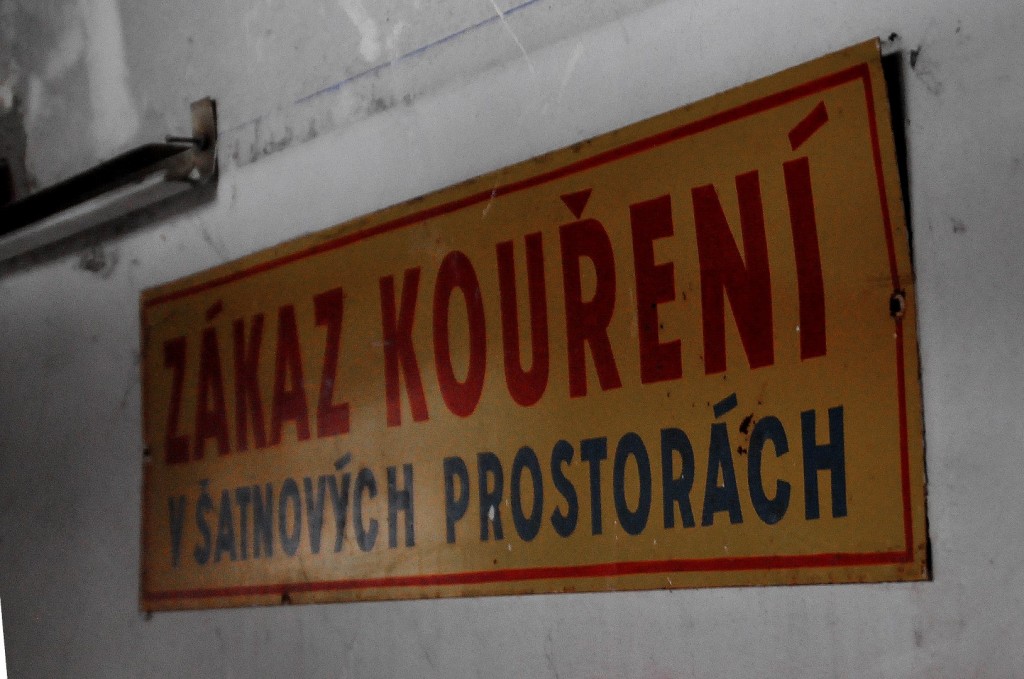 ZÁKAZ KOUŘENÍ
V ŠATNOVÝCH PROSTORÁCH